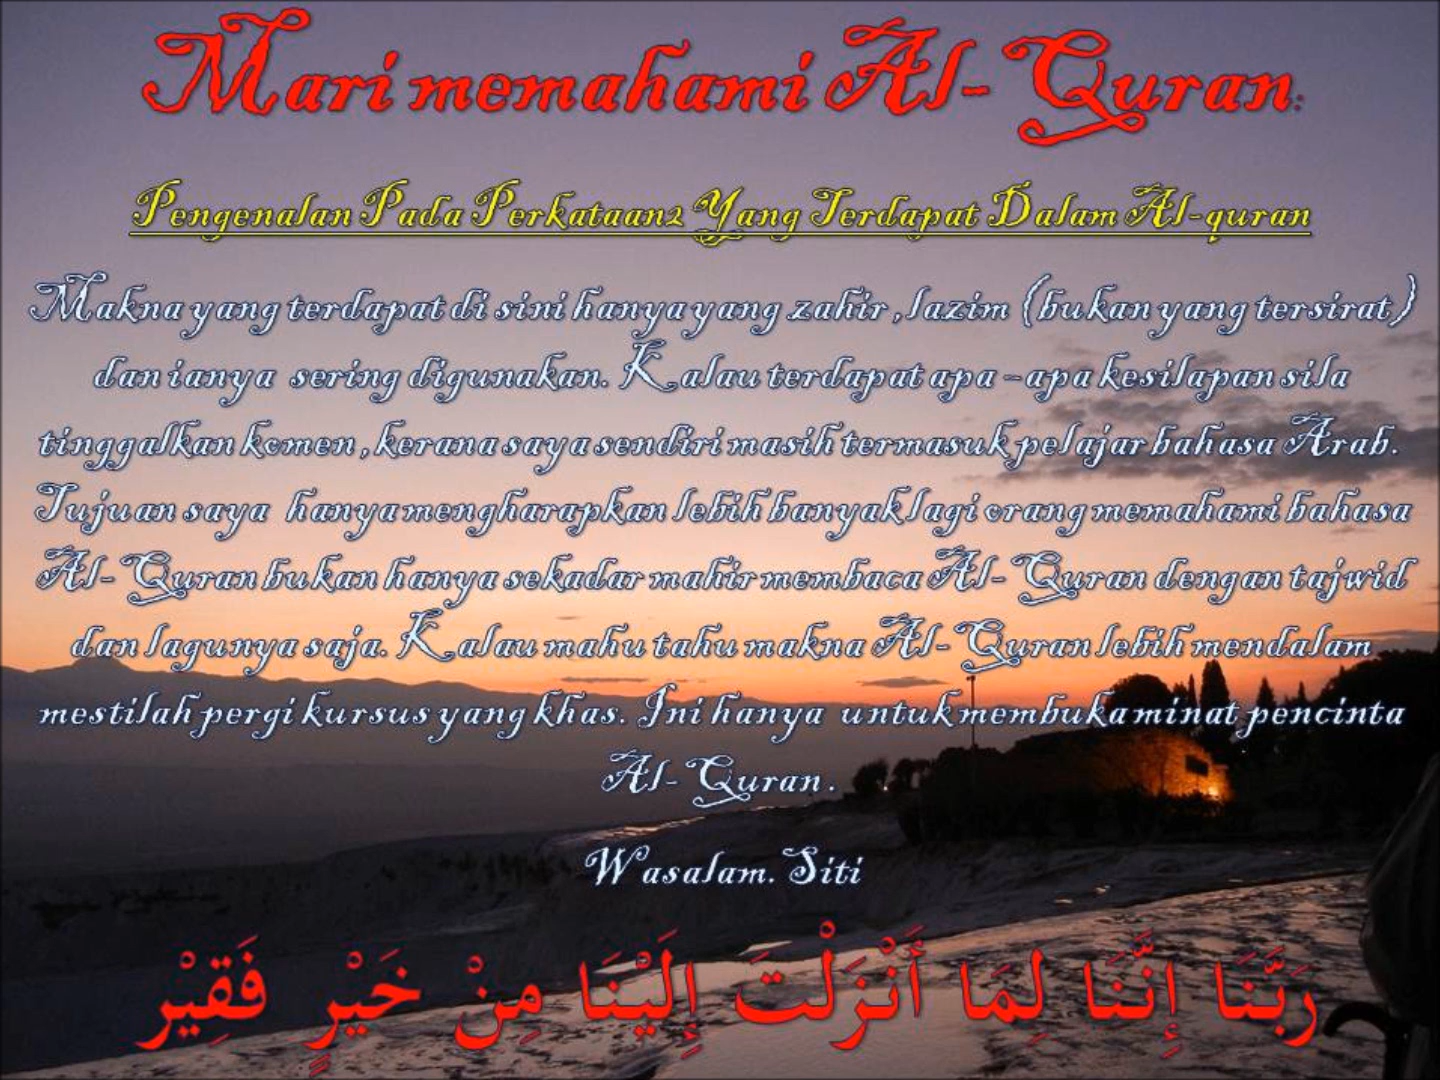 Mari memahami Al-Quran:
Pengenalan Pada Perkataan2 Yang Terdapat Dalam Al-quran
Makna yang terdapat di sini hanya yang zahir , lazim (bukan yang tersirat)
dan ianya sering digunakan. Kalau terdapat apa –apa kesilapan sila
tinggalkan komen , kerana saya sendiri masih termasuk pelajar bahasa Arab.
Tujuan saya hanya mengharapkan lebih banyak lagi orang memahami bahasa
Al-Quran bukan hanya sekadar mahir membaca Al-Quran dengan tajwid
dan lagunya saja. Kalau mahu tahu makna Al-Quran lebih mendalam
mestilah pergi kursus yang khas. Ini hanya untuk membuka minat pencinta
Al-Quran .
Wasalam. Siti
رَبَّنَا إِنَّنَا لِمَا أَنْزَلْتَ إِلَيْنَا مِنْ خَيْرٍ فَقِيْر